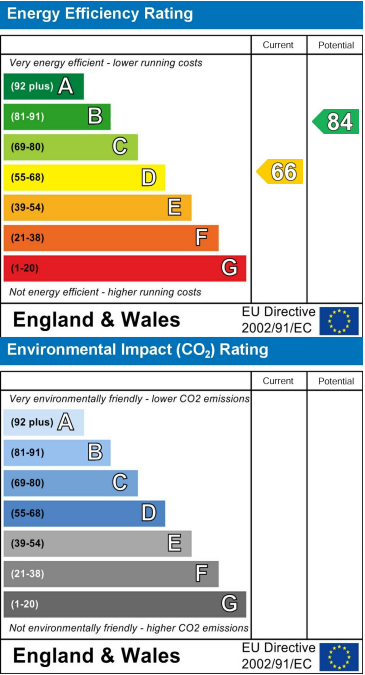 Energy Efficiency Rating
Current Potential
Very energy efficient - lower running costs
(92 plus) A
(81-91) B
84
(69-80) C
(55-68) D
66
(39-54) E
(21-38) F
(1-20) G
Not energy efficient - higher running costs
England & Wales
EU Directive
2002/91/EC
Environmental Impact (CO₂) Rating
Current Potential
Very environmentally friendly - lower CO2 emissions
(92 plus) A
(81-91) B
(69-80) C
(55-68) D
(39-54) E
(21-38) F
(1-20) G
Not environmentally friendly - higher CO2 emissions
England & Wales
EU Directive
2002/91/EC